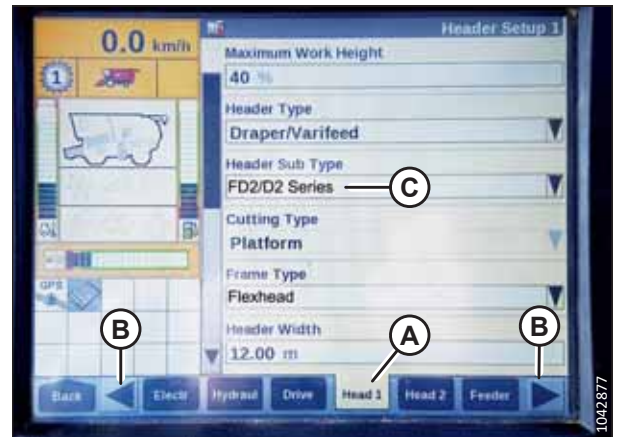 0.0 km/h
Header Setup 1
Maximum Work Height
40 %
1
Header Type
Draper/Varifeed
Header Sub Type
FD2/D2 Series
C
Cutting Type
Platform
Frame Type
Flexhead
GPS
Header Width
12.00 m
B
A
B
Back
Electr
Hydraul
Drive
Head 1
Head 2
Feeder
1042877